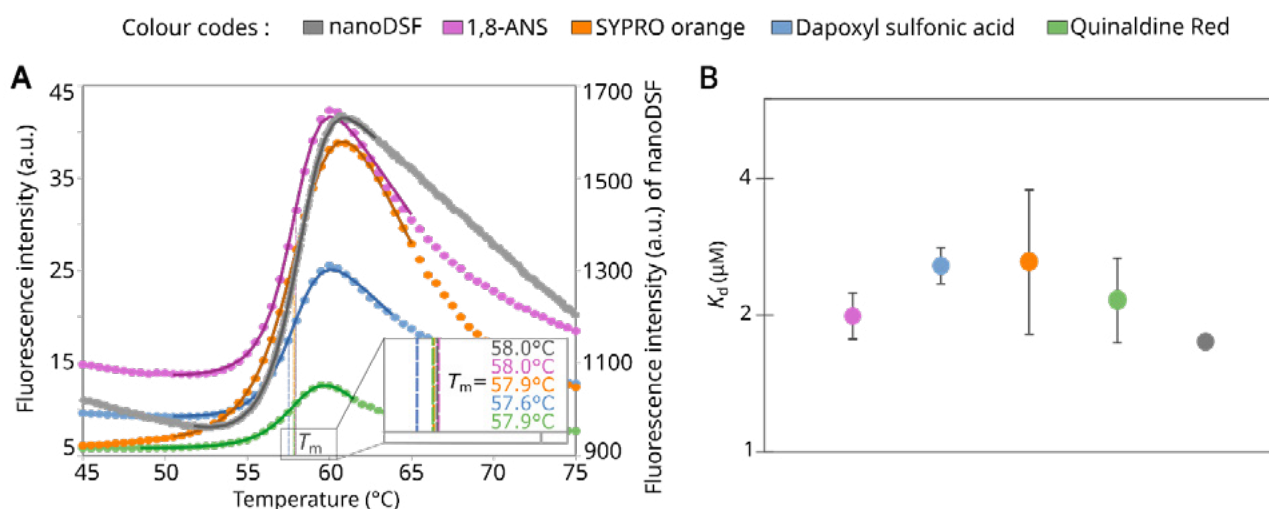 Colour codes : nanoDSF 1,8-ANS SYPRO orange Dapoxyl sulfonic acid Quinaldine Red
A
Fluorescence intensity (a.u.)
45
35
25
15
5
1700
1500
1300
1100
900
Fluorescence intensity (a.u.) of nanoDSF
58.0°C
58.0°C
Tm= 57.9°C
57.6°C
57.9°C
Tm
45 50 55 60 65 70 75
Temperature (°C)
B
Kd (µM)
4
2
1